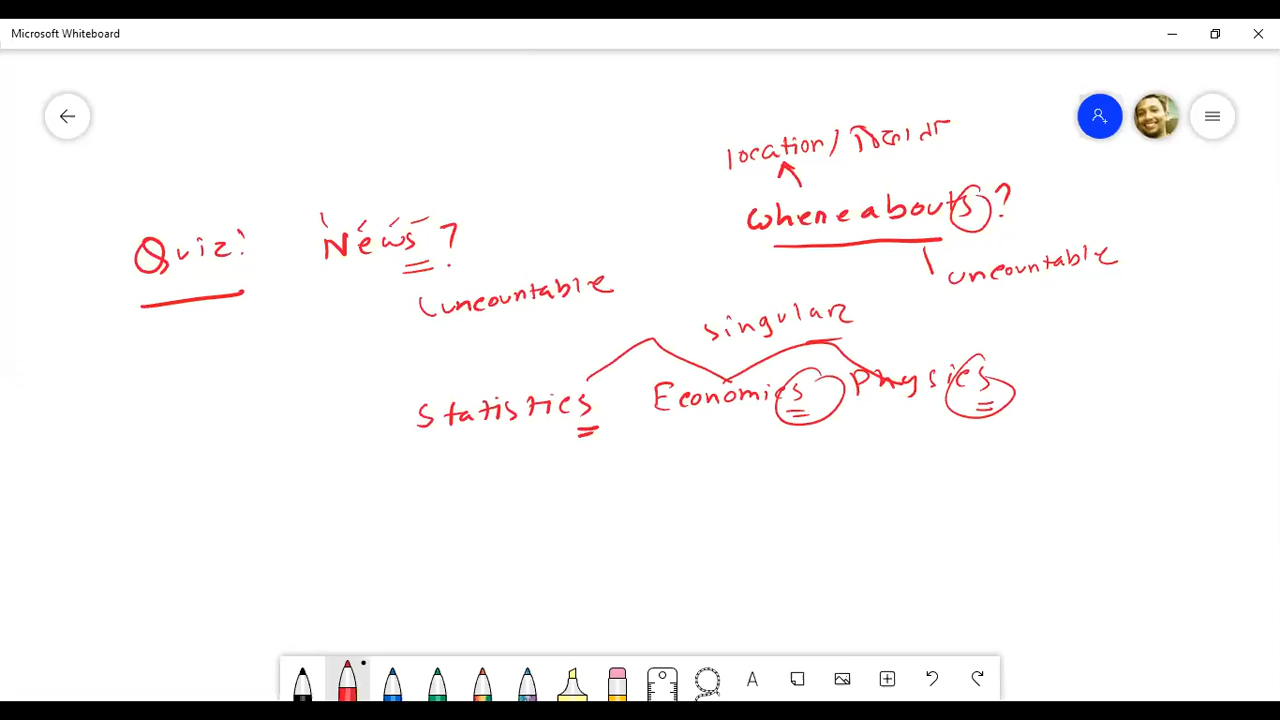 Microsoft Whiteboard
location/
whereabouts?
Quiz: News?
uncountable
(uncountable
singular
Statistics Economics Physics
A